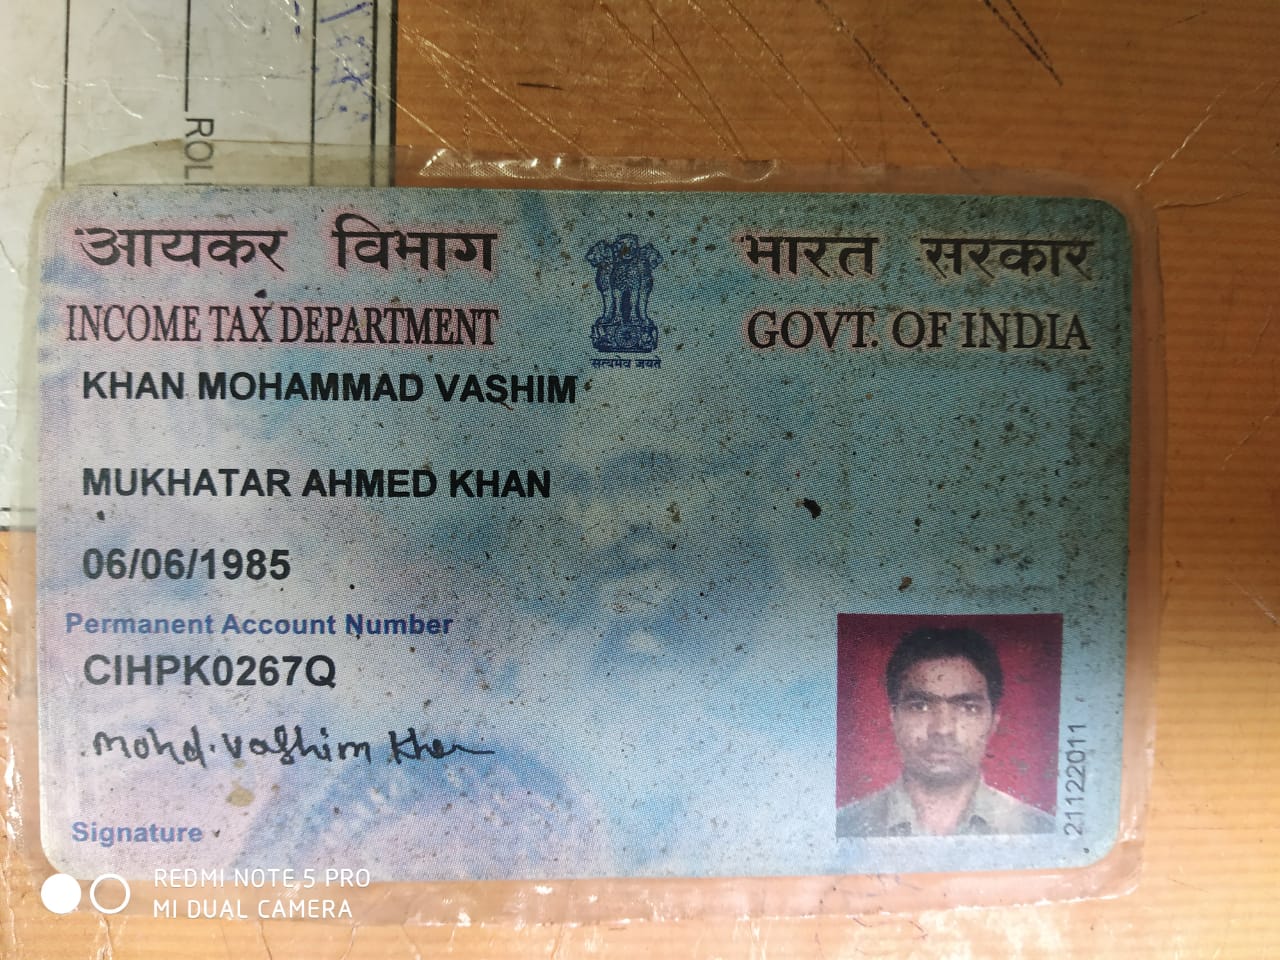 ROL
आयकर विभाग
भारत सरकार
INCOME TAX DEPARTMENT
GOVT. OF INDIA
सत्यमेव जयते
KHAN MOHAMMAD VASHIM
MUKHATAR AHMED KHAN
06/06/1985
Permanent Account Number
CIHPK0267Q
Mohd. Vashim Khan
Signature
21122011
REDMI NOTE 5 PRO
MI DUAL CAMERA